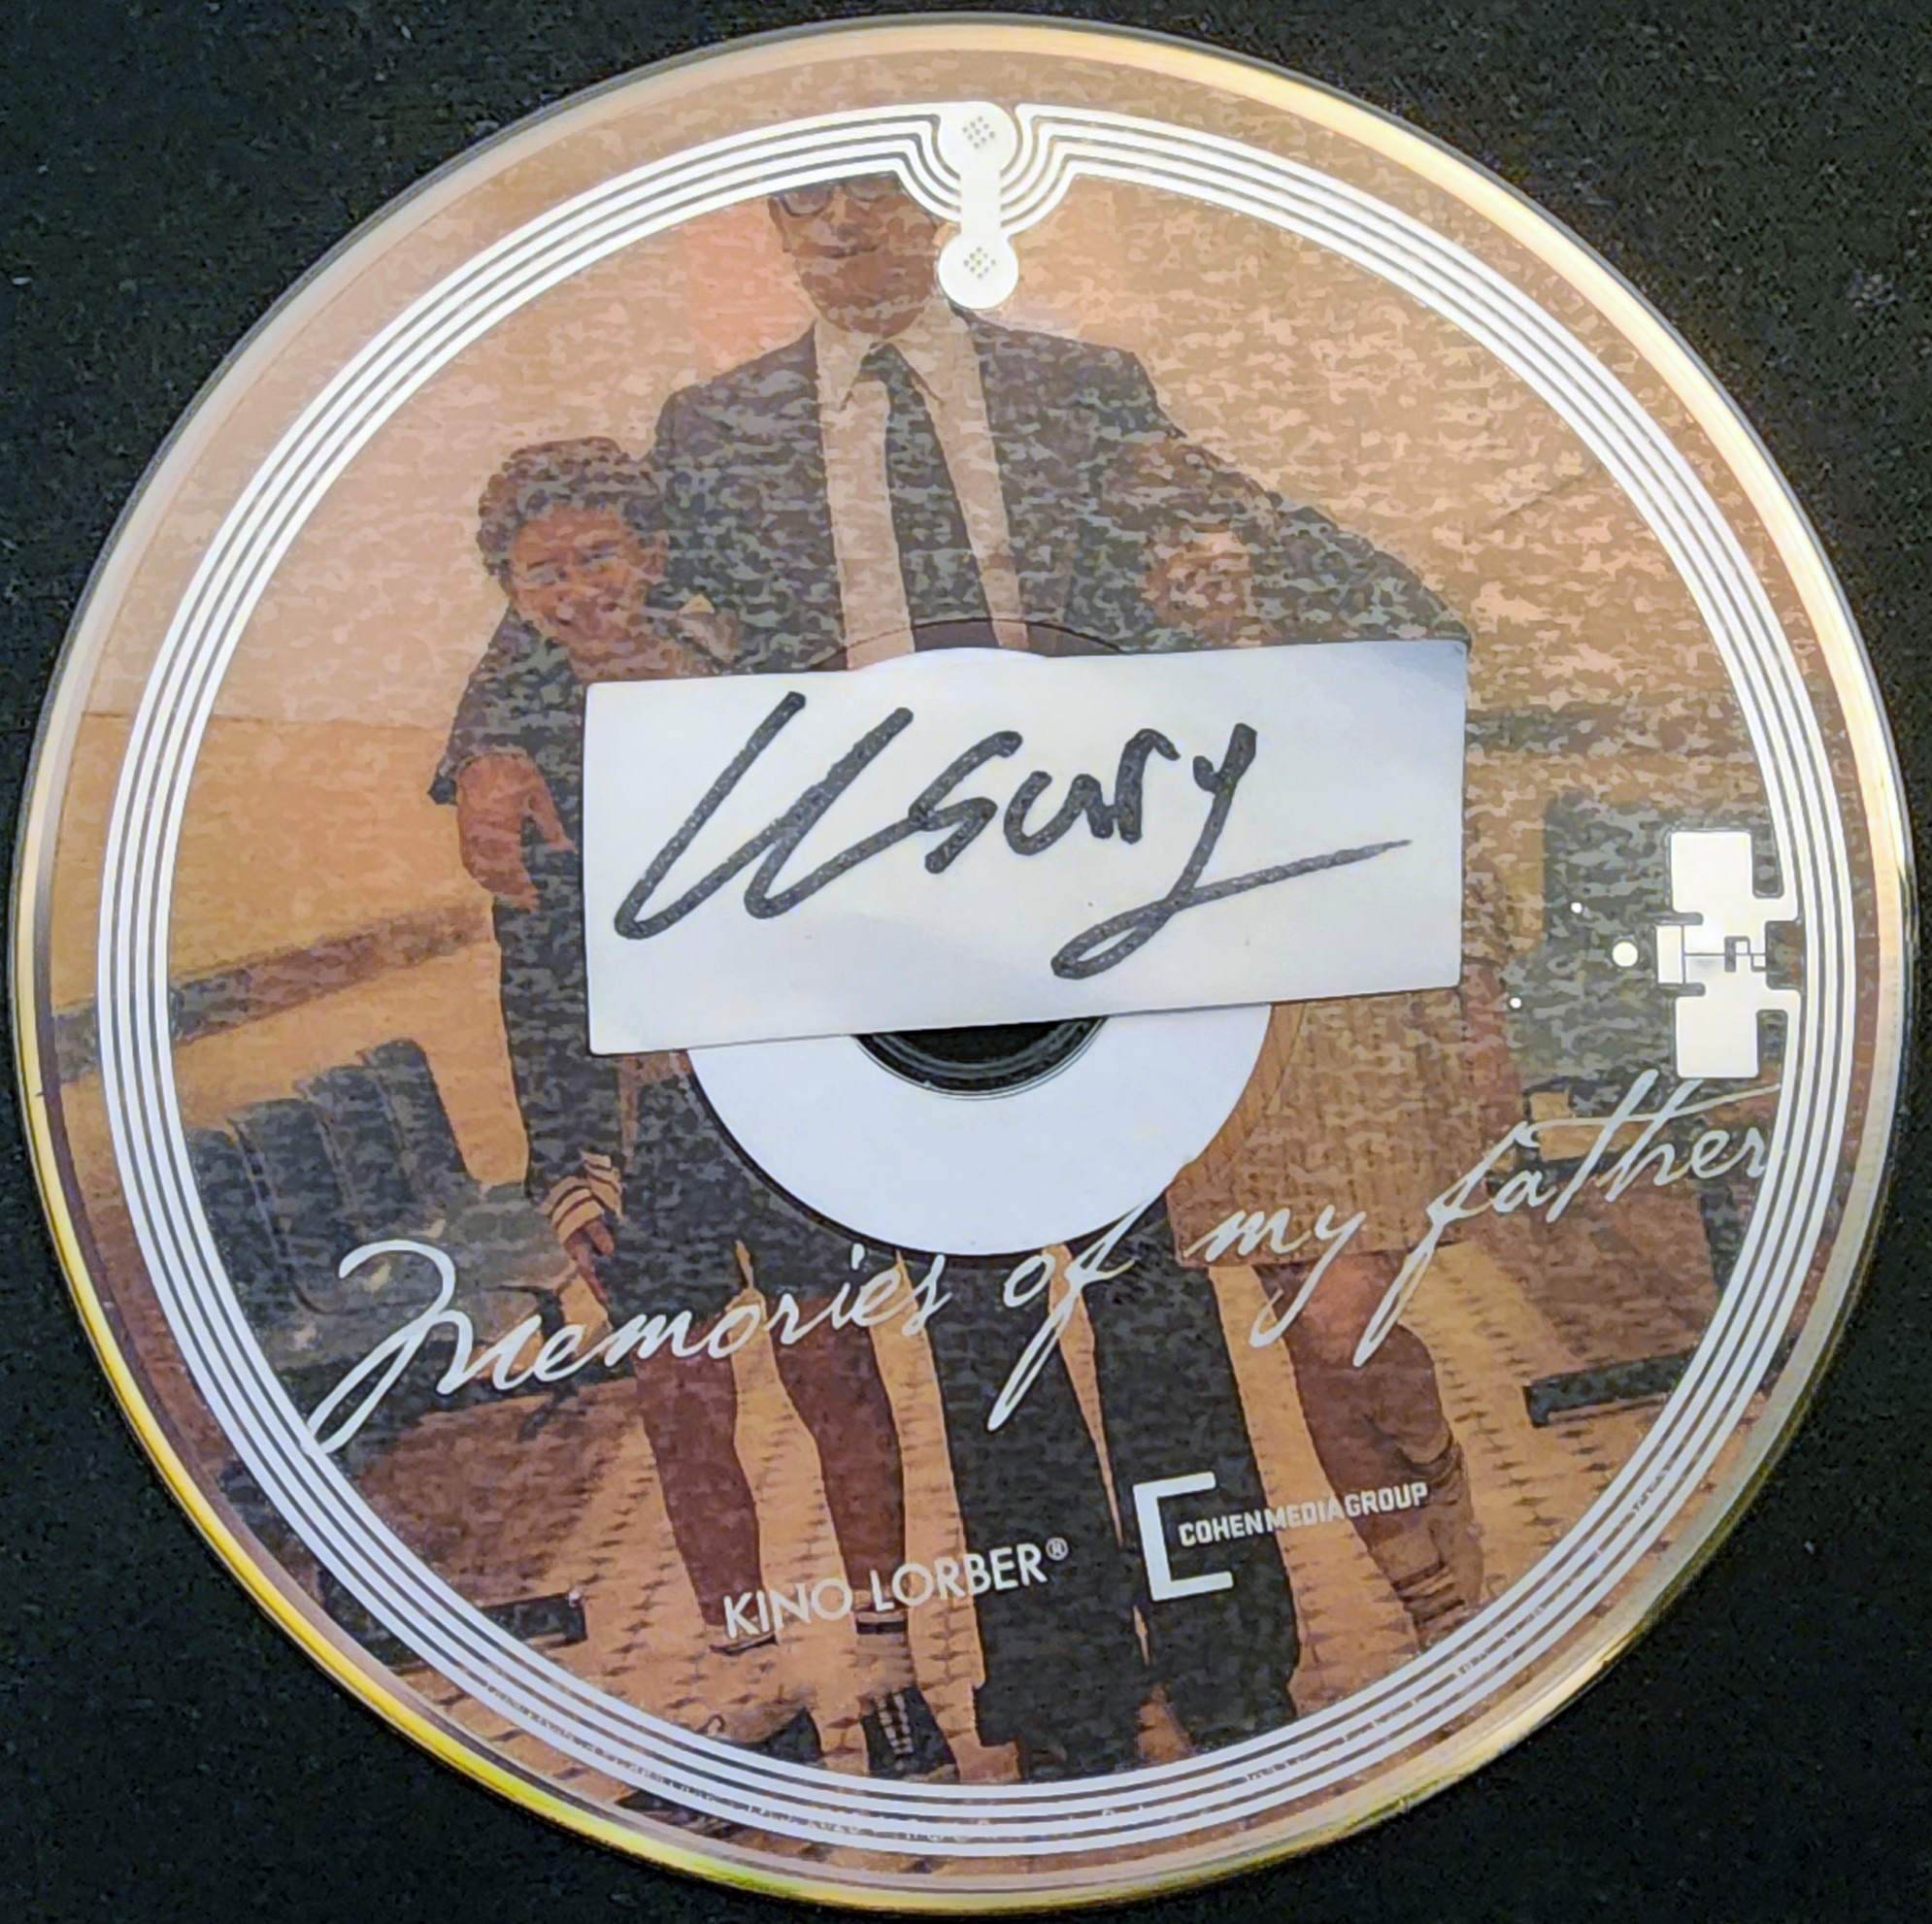 Usury
Memories of my father
KINO LORBER®
COHEN MEDIA GROUP